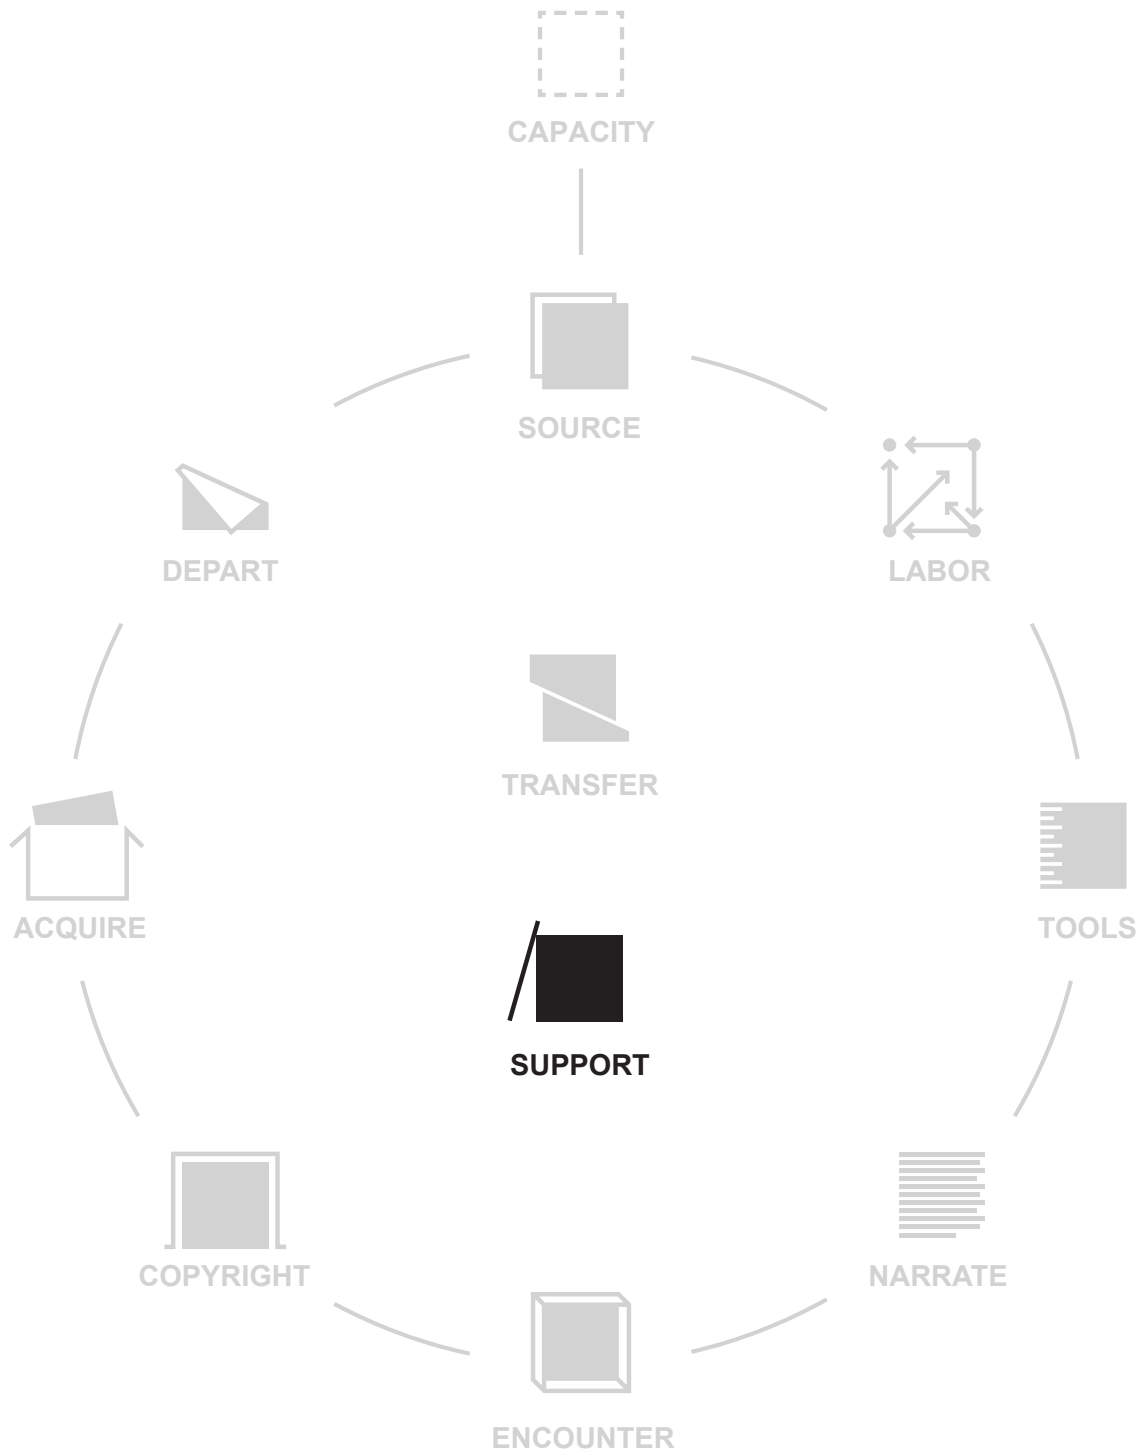 CAPACITY
SOURCE
DEPART
LABOR
TRANSFER
ACQUIRE
TOOLS
SUPPORT
COPYRIGHT
NARRATE
ENCOUNTER